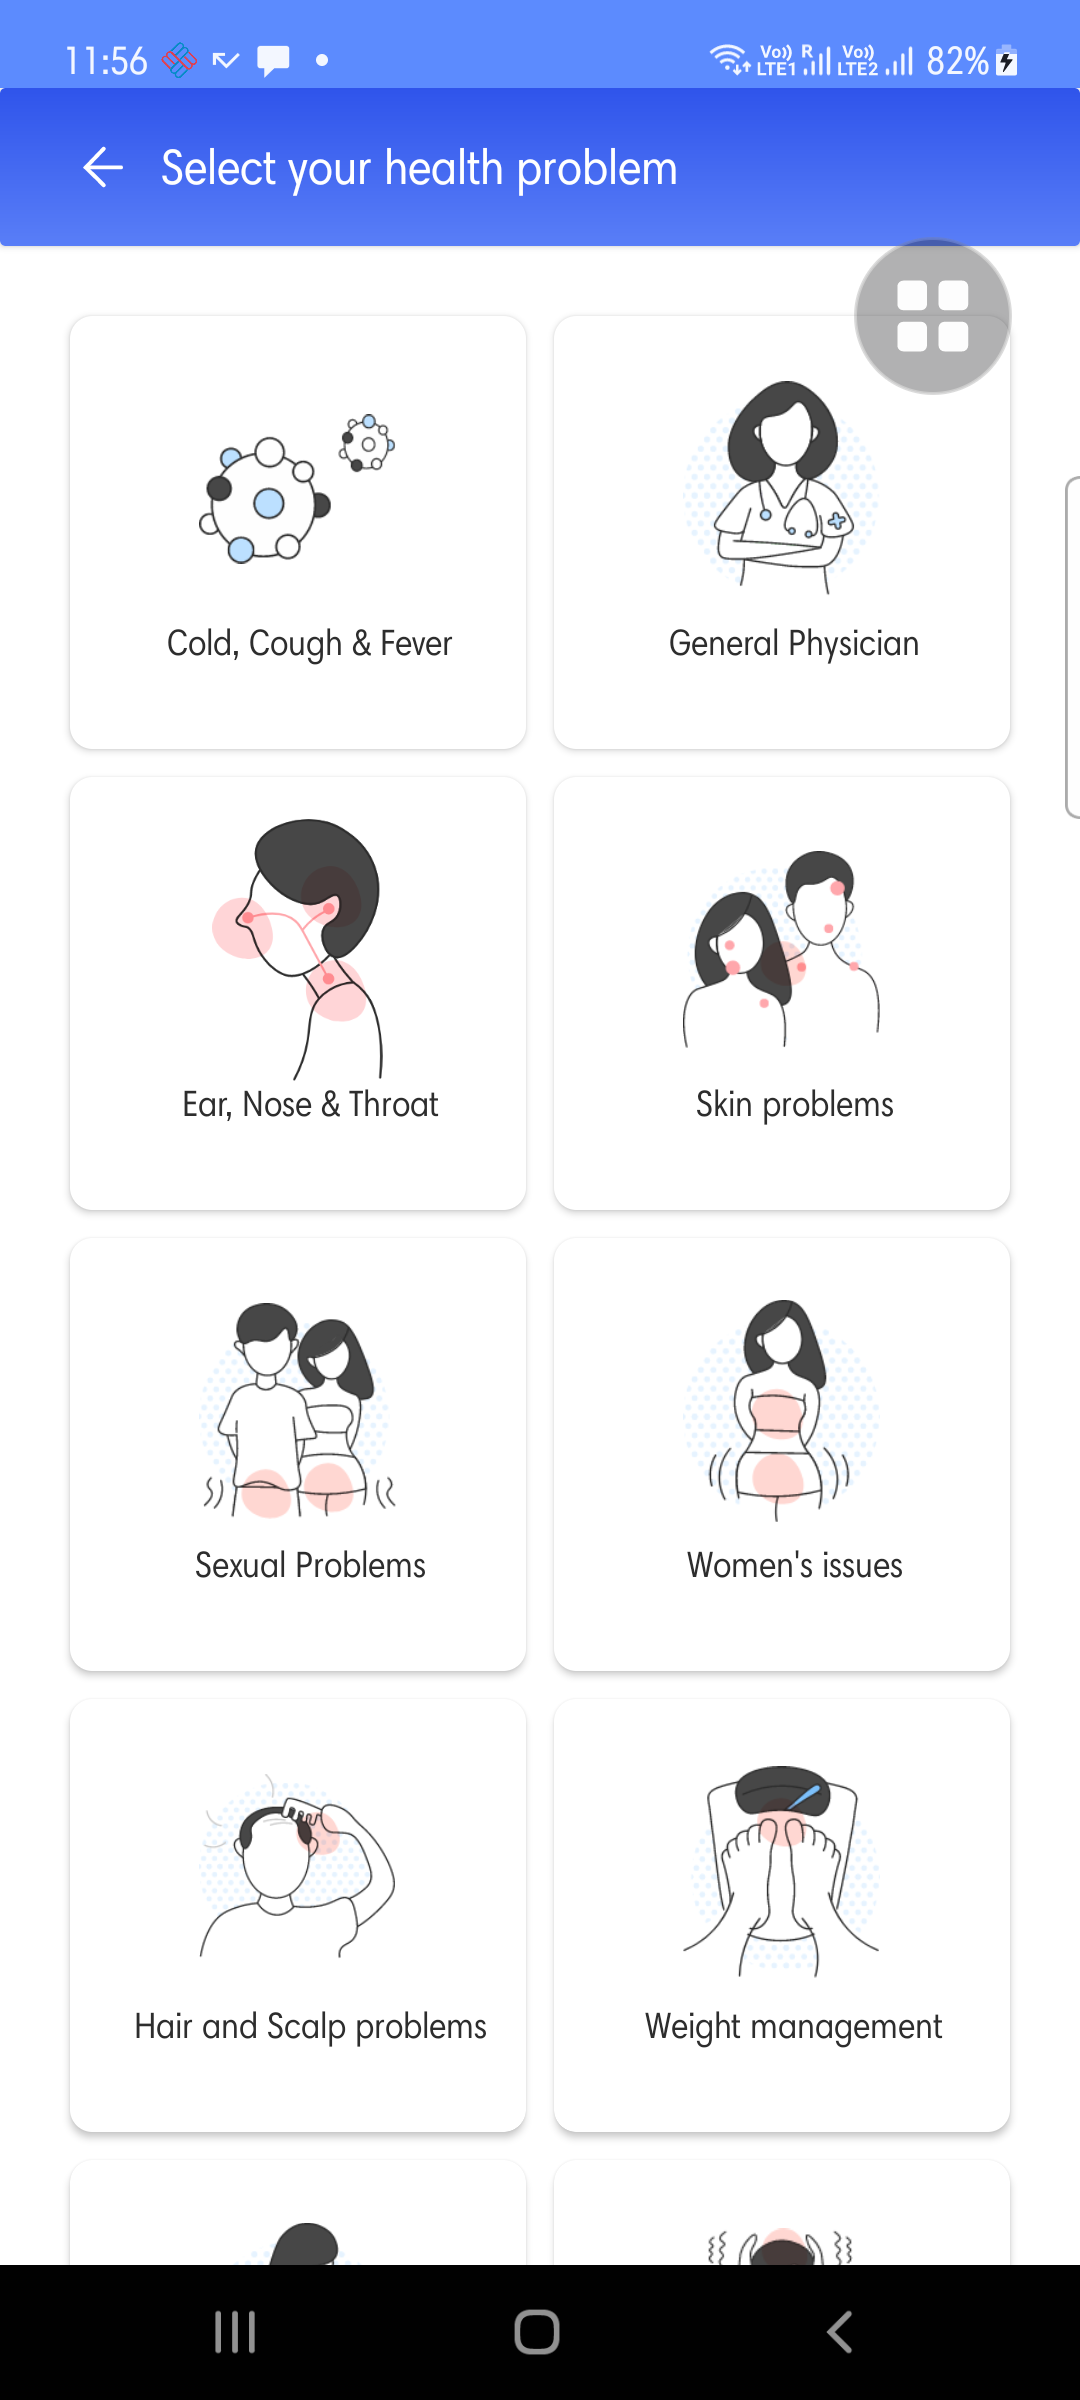 11:56
Vo)) R Vo))
LTE1 LTE2 82%
Select your health problem
Cold, Cough & Fever
General Physician
Ear, Nose & Throat
Skin problems
Sexual Problems
Women's issues
Hair and Scalp problems
Weight management